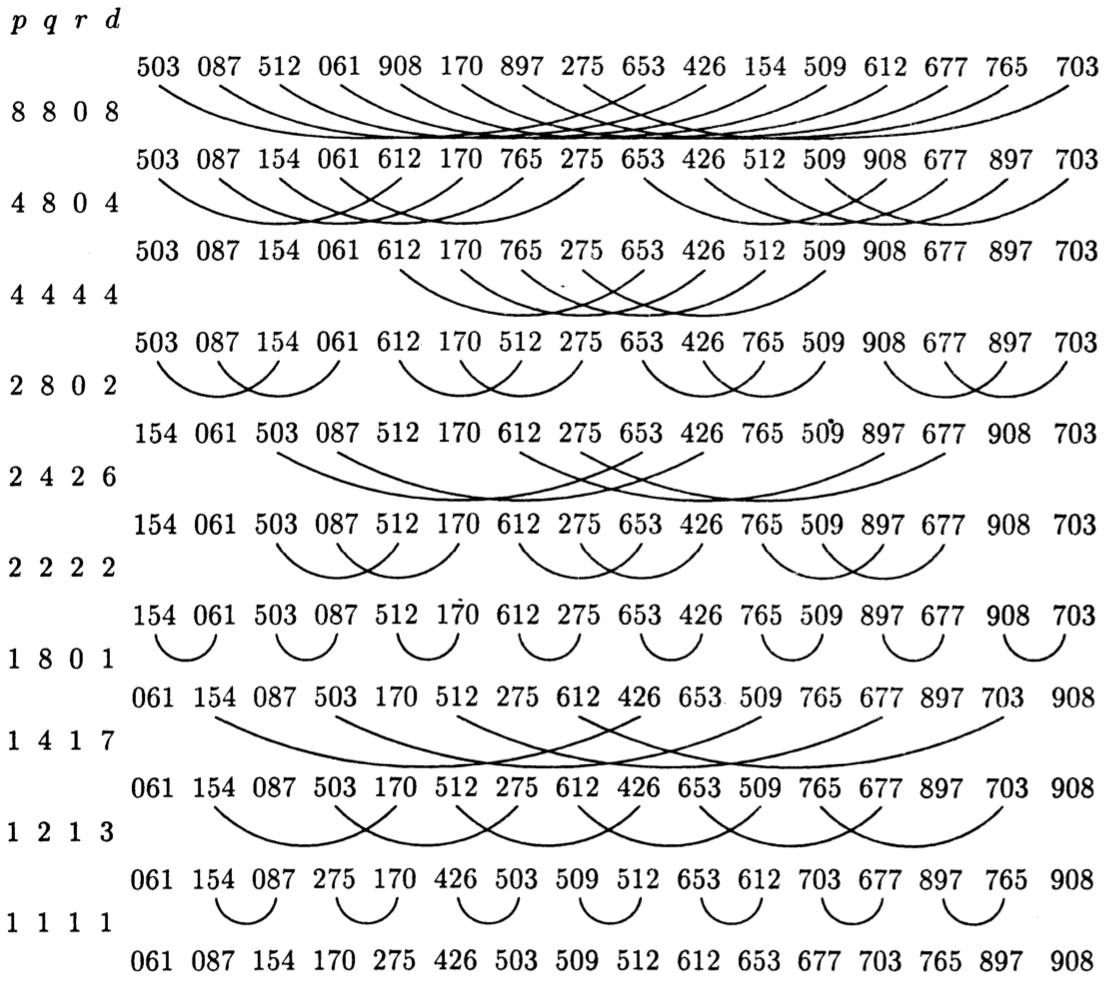 p q r d
503 087 512 061 908 170 897 275 653 426 154 509 612 677 765 703
8 8 0 8
503 087 154 061 612 170 765 275 653 426 512 509 908 677 897 703
4 8 0 4
503 087 154 061 612 170 765 275 653 426 512 509 908 677 897 703
4 4 4 4
503 087 154 061 612 170 512 275 653 426 765 509 908 677 897 703
2 8 0 2
154 061 503 087 512 170 612 275 653 426 765 509 897 677 908 703
2 4 2 6
154 061 503 087 512 170 612 275 653 426 765 509 897 677 908 703
2 2 2 2
154 061 503 087 512 170 612 275 653 426 765 509 897 677 908 703
1 8 0 1
061 154 087 503 170 512 275 612 426 653 509 765 677 897 703 908
1 4 1 7
061 154 087 503 170 512 275 612 426 653 509 765 677 897 703 908
1 2 1 3
061 154 087 275 170 426 503 509 512 653 612 703 677 897 765 908
1 1 1 1
061 087 154 170 275 426 503 509 512 612 653 677 703 765 897 908